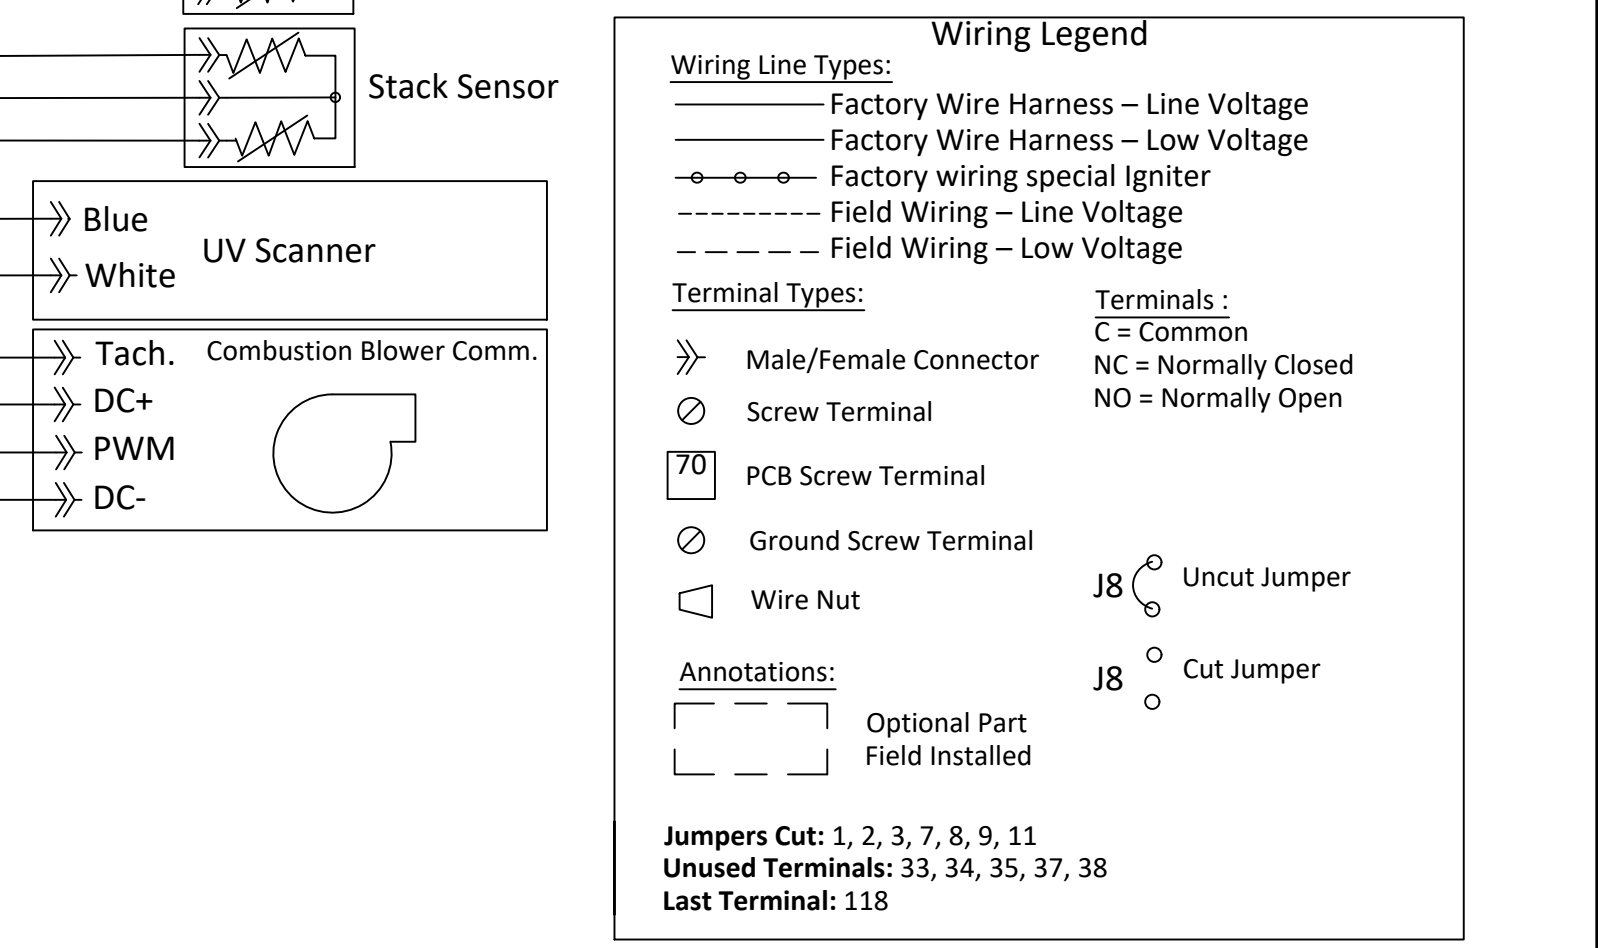 Stack Sensor
Blue
UV Scanner
White
Tach.
Combustion Blower Comm.
DC+
PWM
DC-
Wiring Legend
Wiring Line Types:
Factory Wire Harness – Line Voltage
Factory Wire Harness – Low Voltage
Factory wiring special Igniter
Field Wiring – Line Voltage
Field Wiring – Low Voltage
Terminal Types:
Male/Female Connector
Screw Terminal
70
PCB Screw Terminal
Ground Screw Terminal
Wire Nut
Terminals :
C = Common
NC = Normally Closed
NO = Normally Open
J8 Uncut Jumper
J8 Cut Jumper
Annotations:
Optional Part
Field Installed
Jumpers Cut: 1, 2, 3, 7, 8, 9, 11
Unused Terminals: 33, 34, 35, 37, 38
Last Terminal: 118